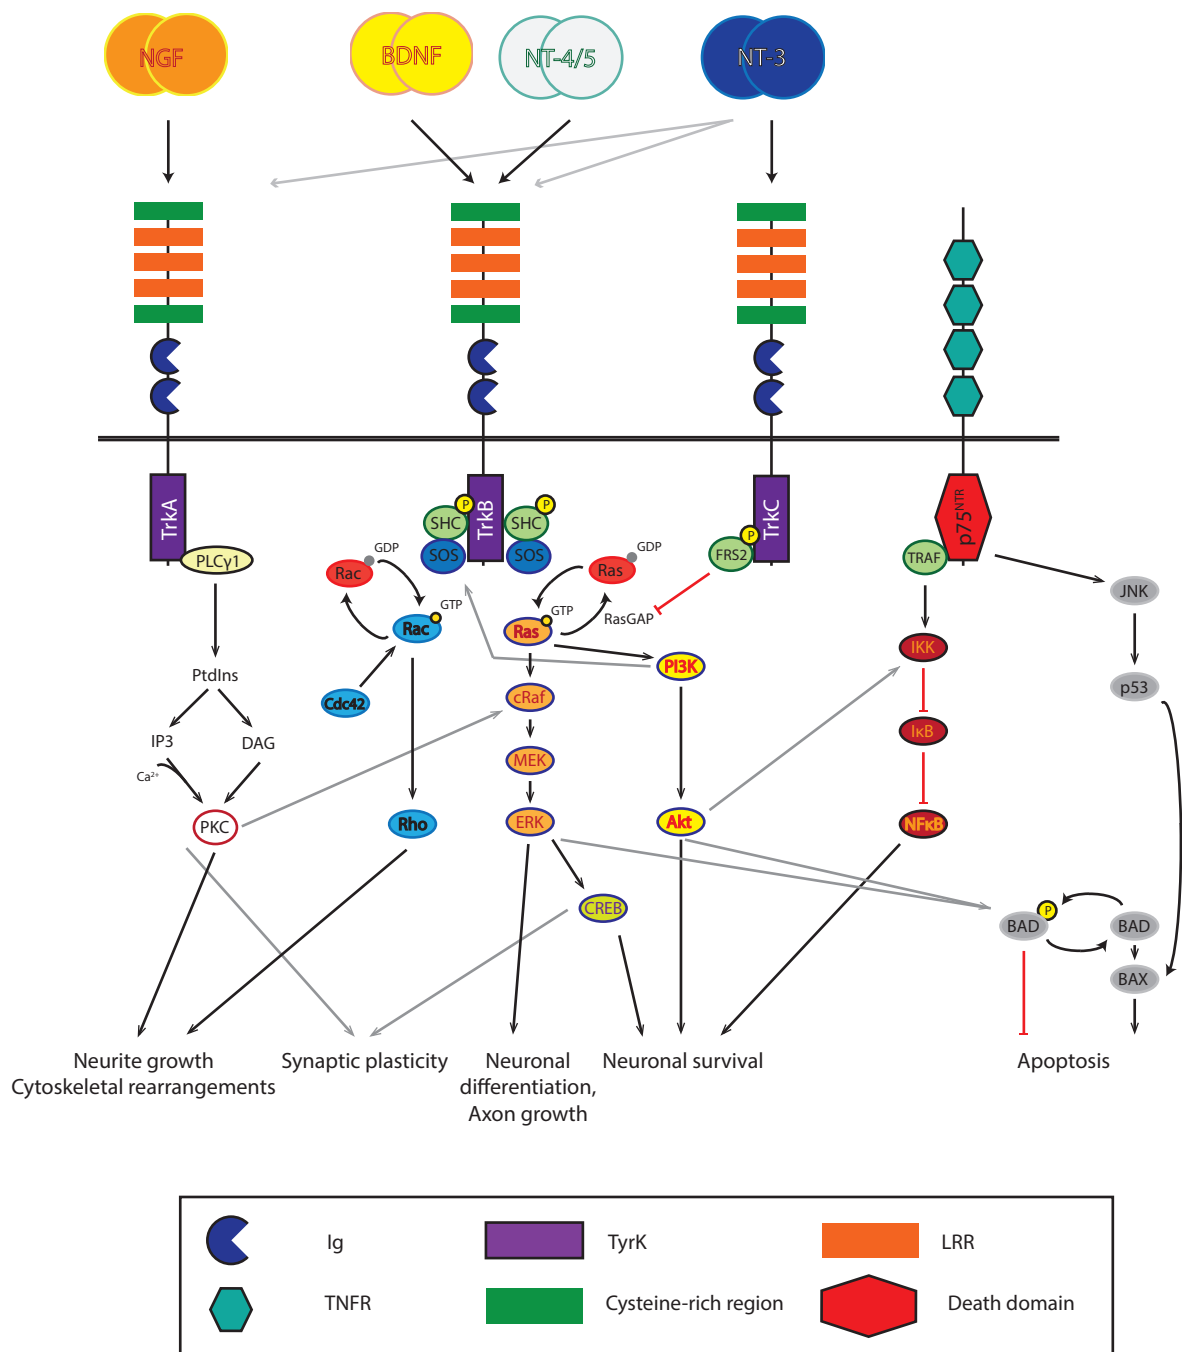 NGF
BDNF
NT-4/5
NT-3
TrkA
TrkB
TrkC
p75NTR
PLCγ1
P
SHC
SOS
P
SHC
SOS
P
FRS2
TRAF
GDP
Rac
GTP
Rac
Cdc42
GDP
Ras
GTP
Ras
RasGAP
JNK
IKK
PI3K
PtdIns
p53
cRaf
IκB
IP3
DAG
Ca2+
MEK
PKC
Rho
ERK
Akt
NFκB
CREB
P
BAD
BAD
BAX
Neurite growth
Cytoskeletal rearrangements
Synaptic plasticity
Neuronal
differentiation,
Axon growth
Neuronal survival
Apoptosis
Ig
TyrK
LRR
TNFR
Cysteine-rich region
Death domain